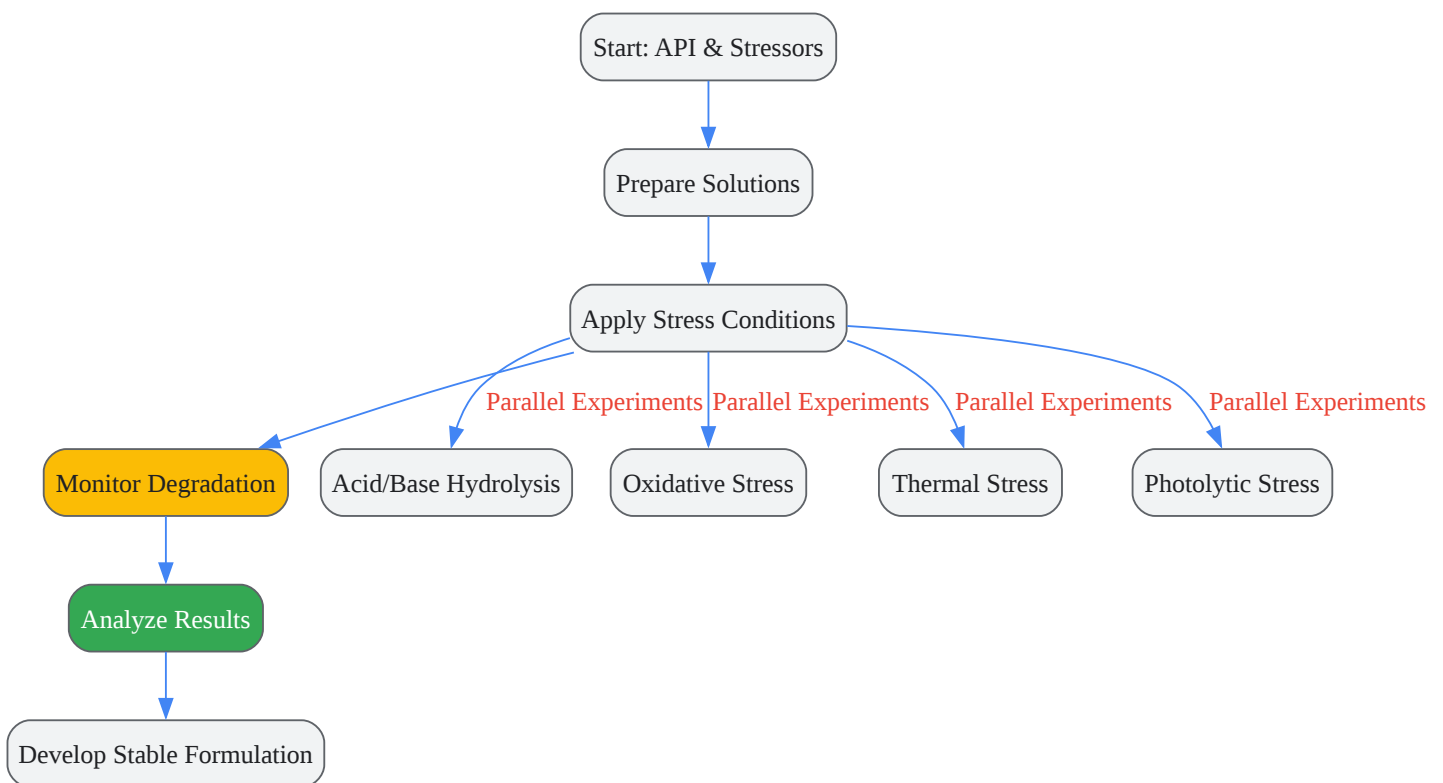 Start: API & Stressors
Prepare Solutions
Apply Stress Conditions
Parallel Experiments
Parallel Experiments
Parallel Experiments
Parallel Experiments
Monitor Degradation
Acid/Base Hydrolysis
Oxidative Stress
Thermal Stress
Photolytic Stress
Analyze Results
Develop Stable Formulation